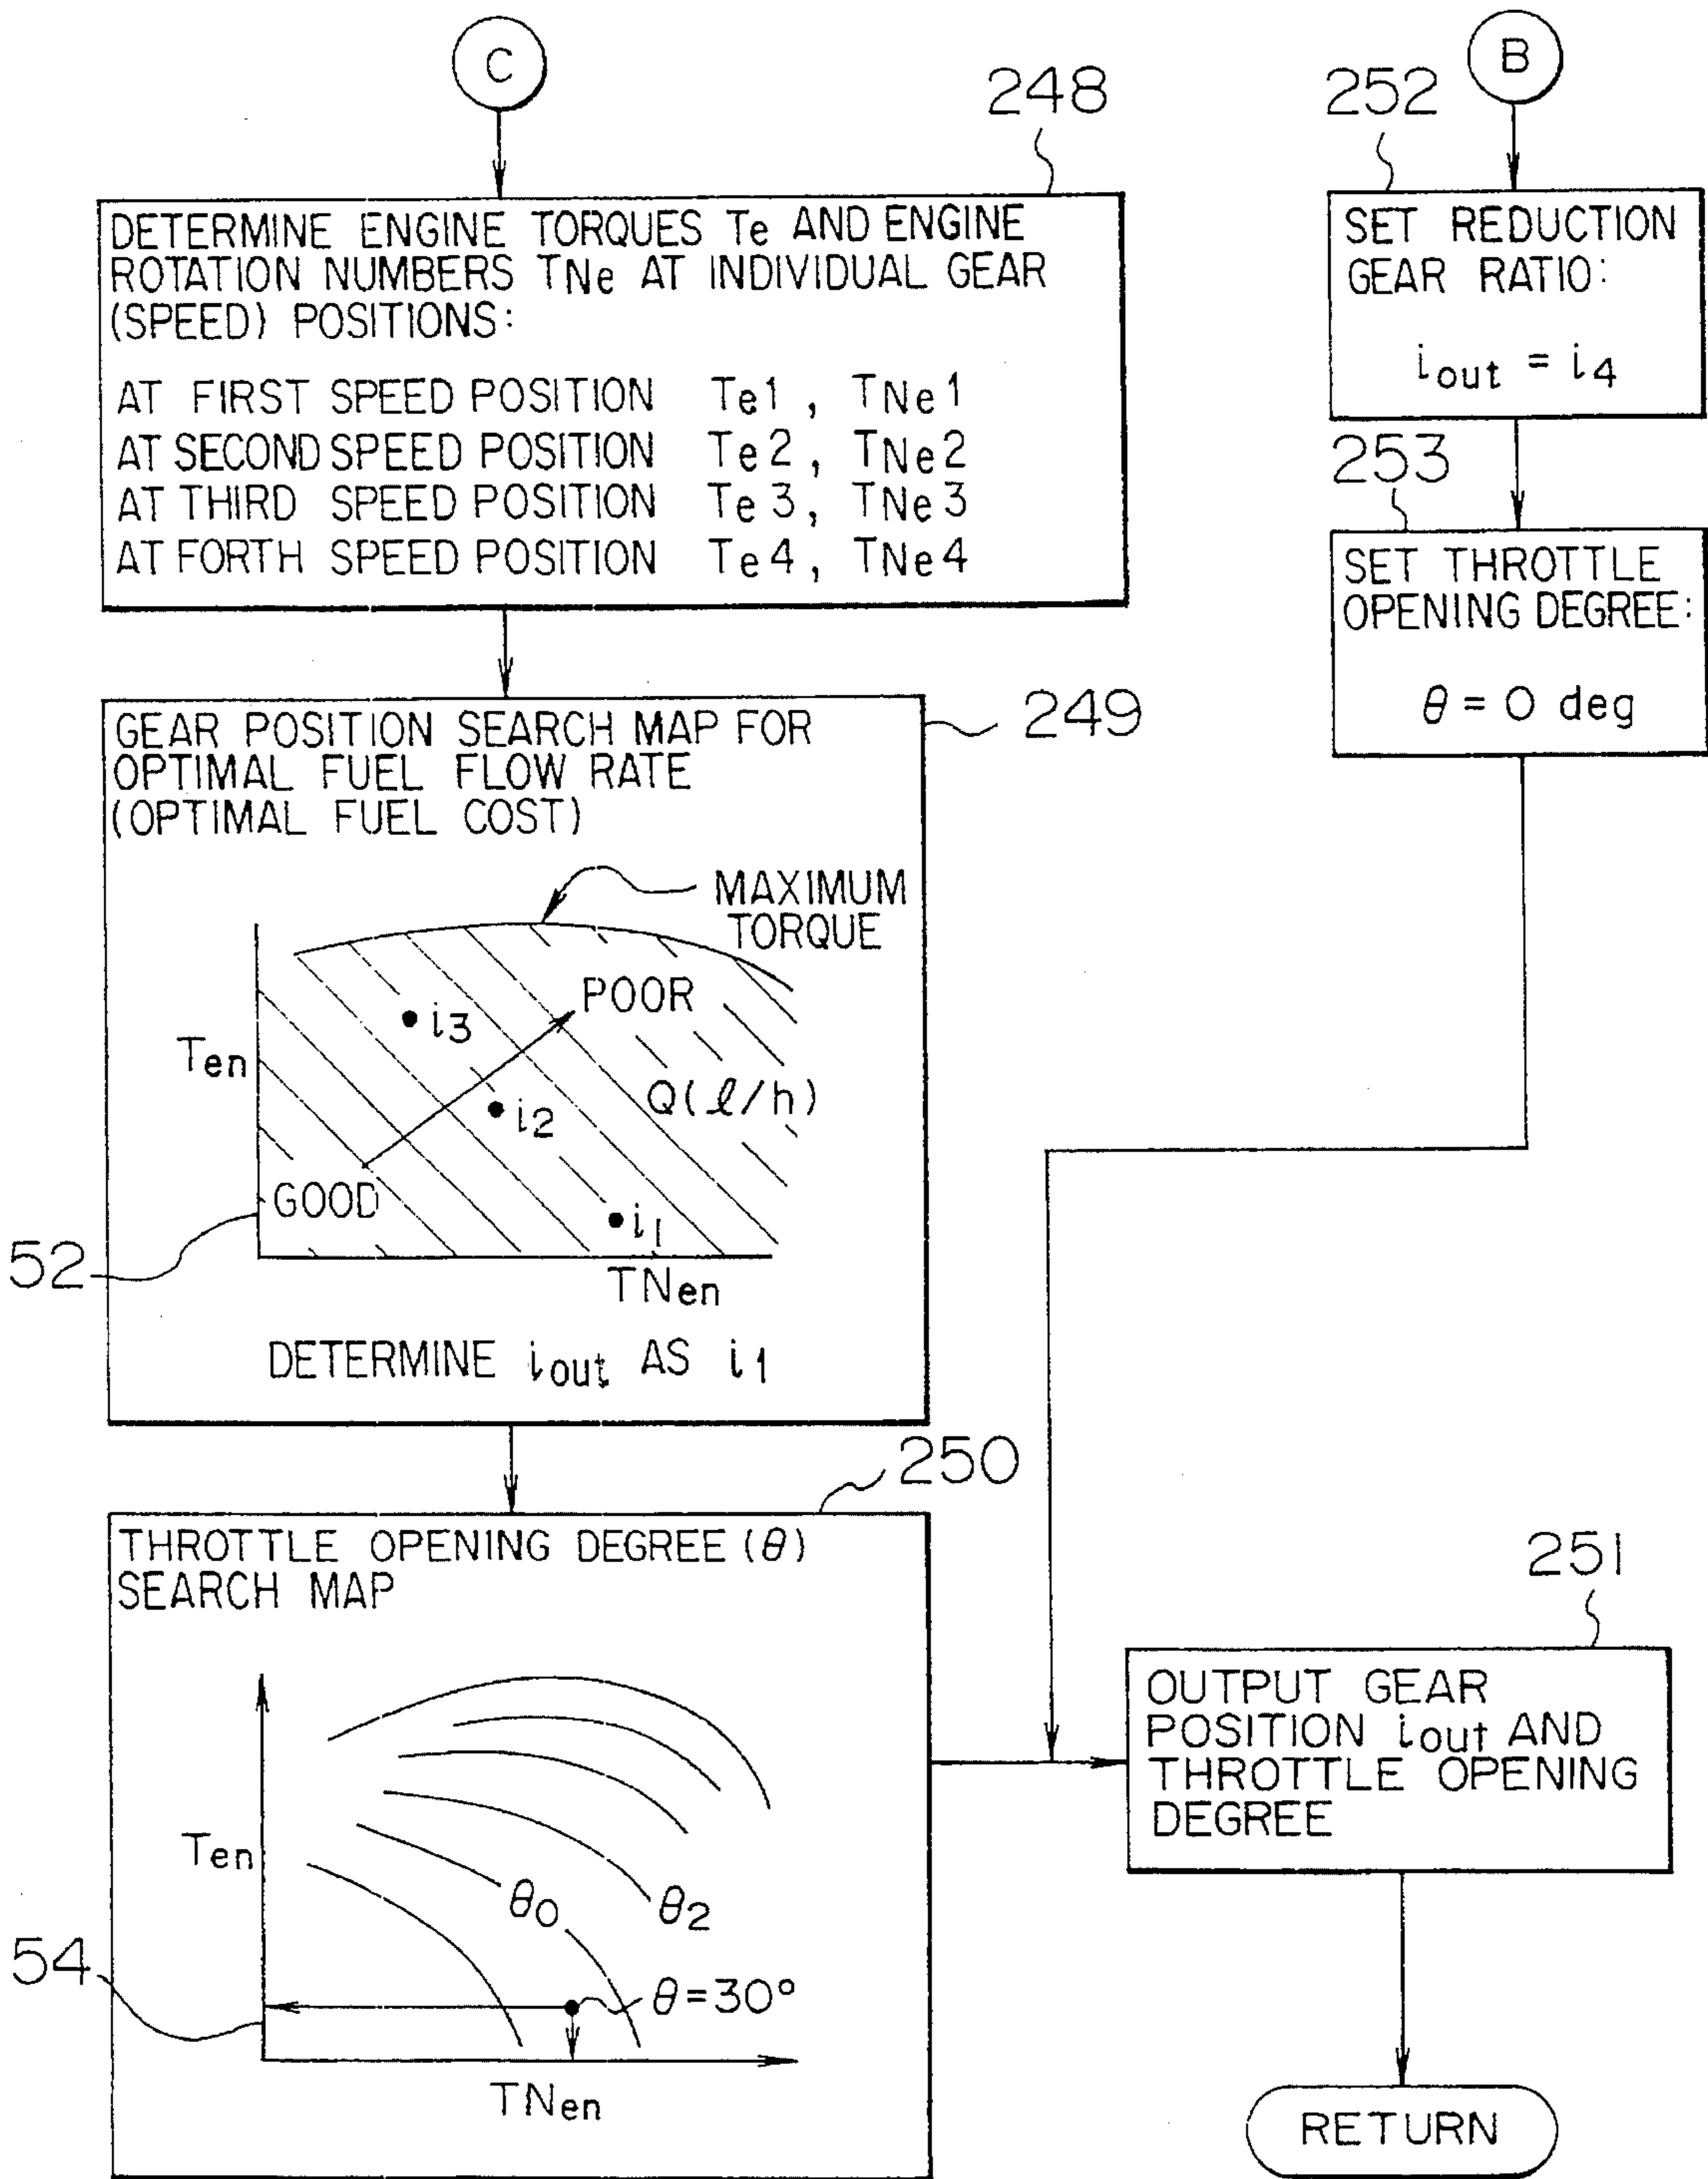 C
248
DETERMINE ENGINE TORQUES Te AND ENGINE
ROTATION NUMBERS TNe AT INDIVIDUAL GEAR
(SPEED) POSITIONS:
AT FIRST SPEED POSITION Te1, TNe1
AT SECOND SPEED POSITION Te2, TNe2
AT THIRD SPEED POSITION Te3, TNe3
AT FORTH SPEED POSITION Te4, TNe4
249
GEAR POSITION SEARCH MAP FOR
OPTIMAL FUEL FLOW RATE
(OPTIMAL FUEL COST)
MAXIMUM
TORQUE
POOR
i3
Ten
Q(ℓ/h)
i2
GOOD
i1
52
TNen
DETERMINE iout AS i1
250
THROTTLE OPENING DEGREE (θ)
SEARCH MAP
Ten
θ0
θ2
54
θ=30°
TNen
B
252
SET REDUCTION
GEAR RATIO:
iout = i4
253
SET THROTTLE
OPENING DEGREE:
θ = 0 deg
251
OUTPUT GEAR
POSITION iout AND
THROTTLE OPENING
DEGREE
RETURN